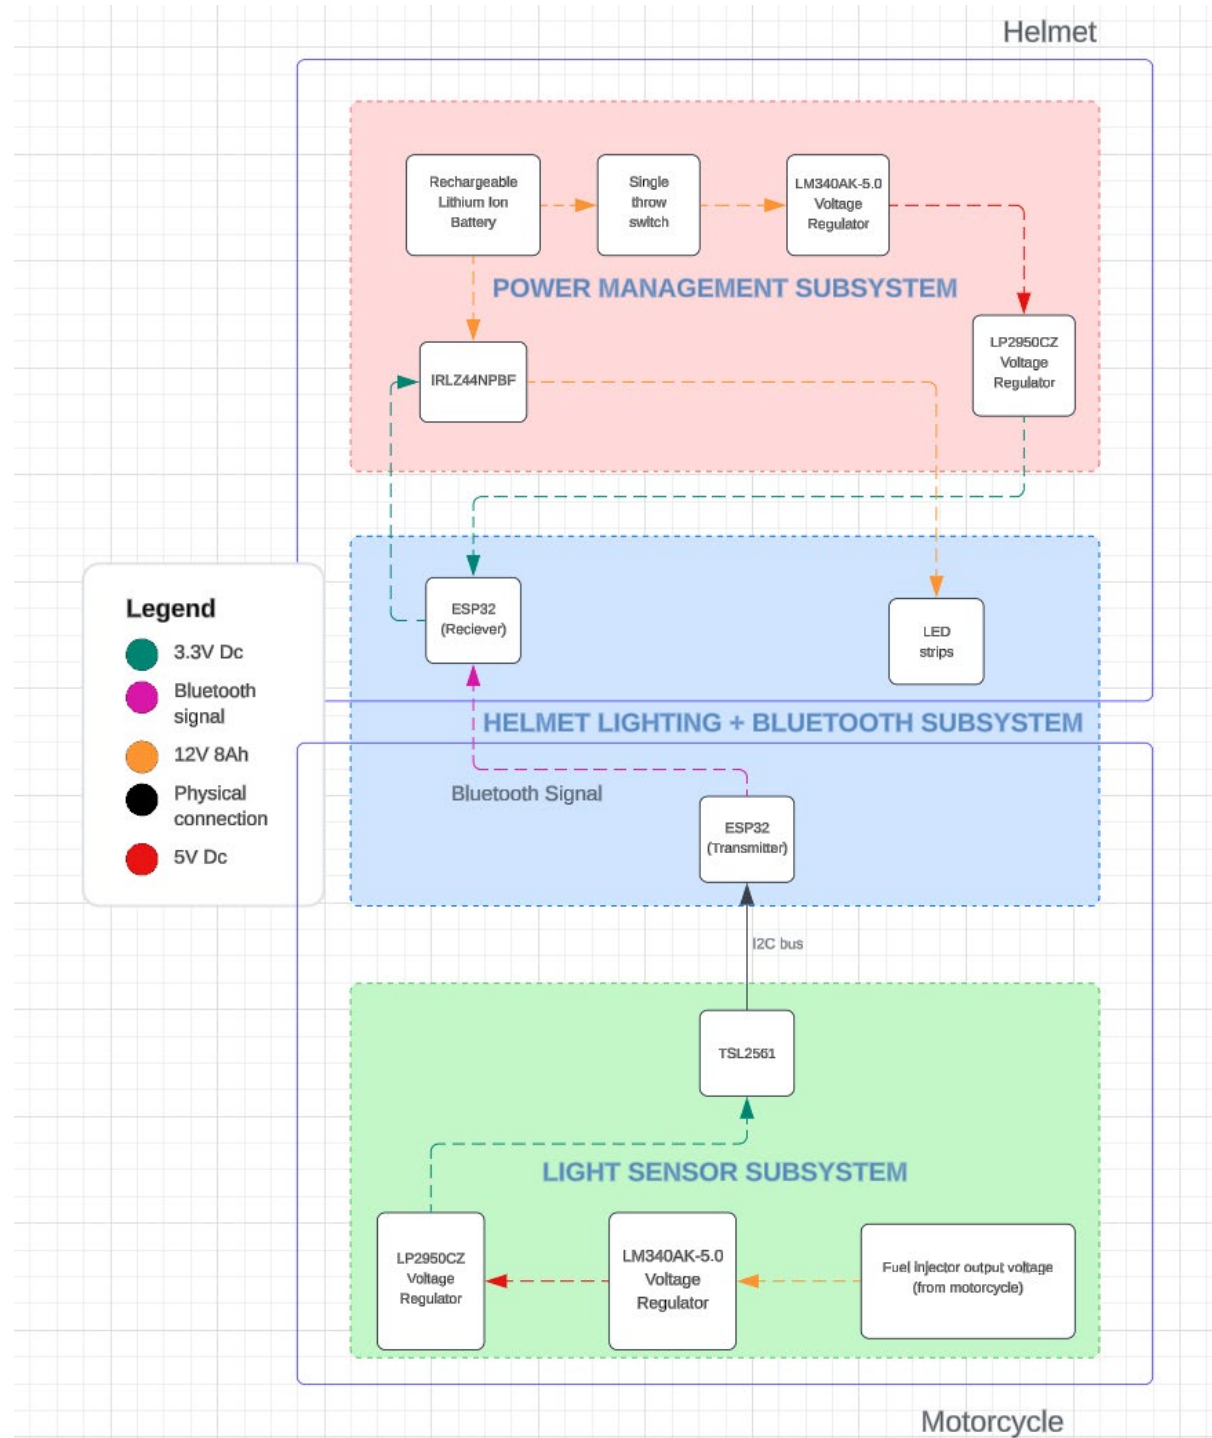 Helmet
Rechargeable
Lithium Ion
Battery
Single
throw
switch
LM340AK-5.0
Voltage
Regulator
POWER MANAGEMENT SUBSYSTEM
LP2950CZ
Voltage
Regulator
IRLZ44NPBF
ESP32
(Reciever)
LED
strips
Legend
3.3V Dc
Bluetooth
signal
12V 8Ah
Physical
connection
5V Dc
HELMET LIGHTING + BLUETOOTH SUBSYSTEM
Bluetooth Signal
ESP32
(Transmitter)
I2C bus
TSL2561
LIGHT SENSOR SUBSYSTEM
LP2950CZ
Voltage
Regulator
LM340AK-5.0
Voltage
Regulator
Fuel injector output voltage
(from motorcycle)
Motorcycle